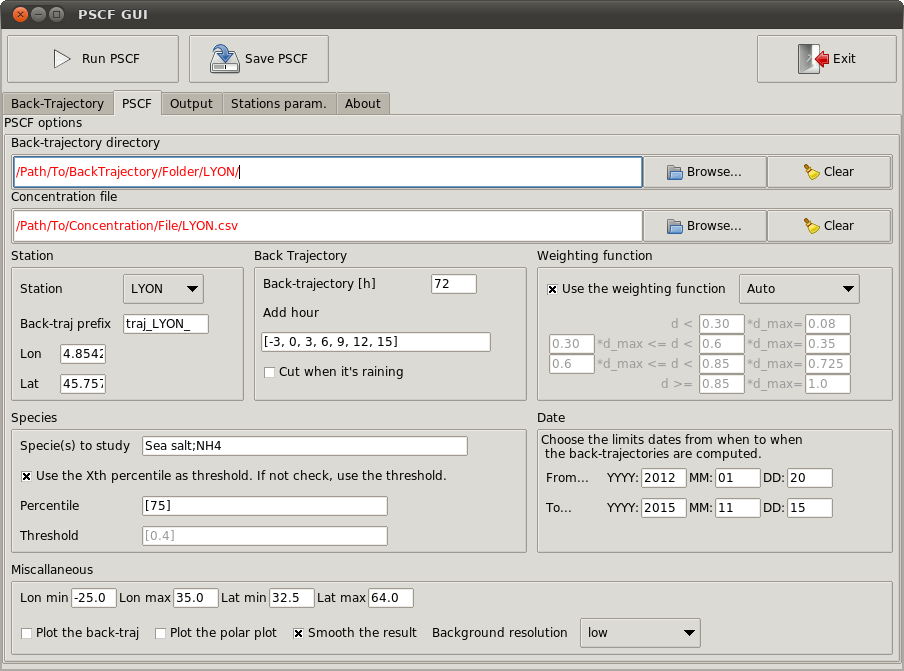 PSCF GUI
Run PSCF Save PSCF Exit
Back-Trajectory PSCF Output Stations param. About
PSCF options
Back-trajectory directory
/Path/To/BackTrajectory/Folder/LYON/ Browse... Clear
Concentration file
/Path/To/Concentration/File/LYON.csv Browse... Clear
Station
Station LYON
Back-traj prefix traj_LYON_
Lon 4.8542
Lat 45.757
Back Trajectory
Back-trajectory [h] 72
Add hour
[-3, 0, 3, 6, 9, 12, 15]
Cut when it's raining
Weighting function
Use the weighting function Auto
d < 0.30 *d_max= 0.08
0.30 *d_max <= d < 0.6 *d_max= 0.35
0.6 *d_max <= d < 0.85 *d_max= 0.725
d >= 0.85 *d_max= 1.0
Species
Specie(s) to study Sea salt;NH4
Use the Xth percentile as threshold. If not check, use the threshold.
Percentile [75]
Threshold [0.4]
Date
Choose the limits dates from when to when
the back-trajectories are computed.
From... YYYY: 2012 MM: 01 DD: 20
To... YYYY: 2015 MM: 11 DD: 15
Miscallaneous
Lon min -25.0 Lon max 35.0 Lat min 32.5 Lat max 64.0
Plot the back-traj Plot the polar plot Smooth the result Background resolution low